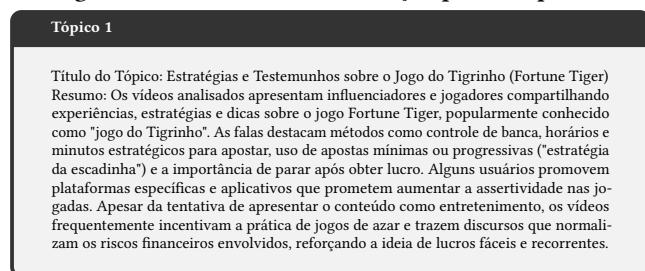 Tópico 1
Título do Tópico: Estratégias e Testemunhos sobre o Jogo do Tigrinho (Fortune Tiger)
Resumo: Os vídeos analisados apresentam influenciadores e jogadores compartilhando
experiências, estratégias e dicas sobre o jogo Fortune Tiger, popularmente conhecido
como "jogo do Tigrinho". As falas destacam métodos como controle de banca, horários e
minutos estratégicos para apostar, uso de apostas mínimas ou progressivas ("estratégia
da escadinha") e a importância de parar após obter lucro. Alguns usuários promovem
plataformas específicas e aplicativos que prometem aumentar a assertividade nas jo-
gadas. Apesar da tentativa de apresentar o conteúdo como entretenimento, os vídeos
frequentemente incentivam a prática de jogos de azar e trazem discursos que normali-
zam os riscos financeiros envolvidos, reforçando a ideia de lucros fáceis e recorrentes.